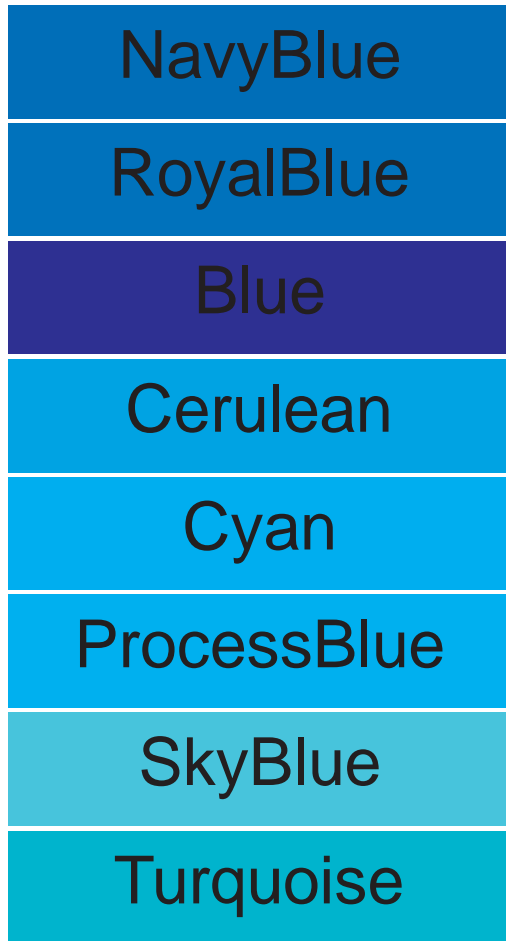 NavyBlue
RoyalBlue
Blue
Cerulean
Cyan
ProcessBlue
SkyBlue
Turquoise